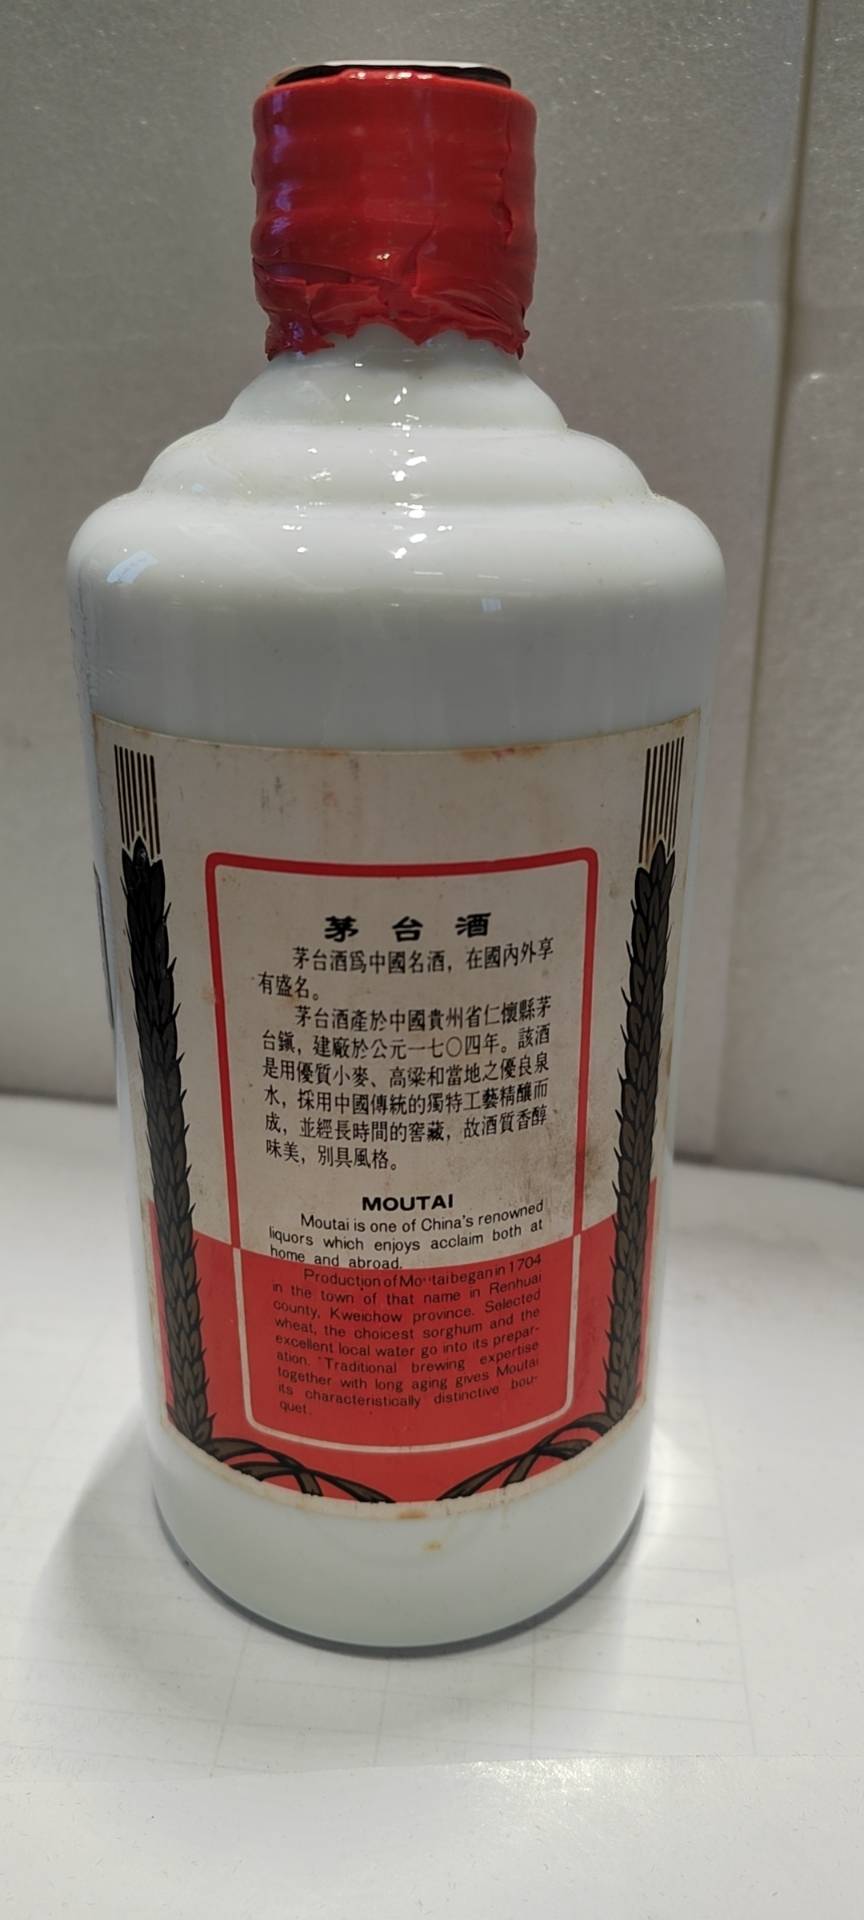 茅台酒
茅台酒爲中國名酒，在國內外享
有盛名。
茅台酒產於中國貴州省仁懷縣茅
台鎭，建廠於公元一七〇四年。該酒
是用優質小麥、高粱和當地之優良泉
水，採用中國傳統的獨特工藝精釀而
成，並經長時間的窖藏，故酒質香醇
味美，別具風格。
MOUTAI
Moutai is one of China's renowned
liquors which enjoys acclaim both at
home and abroad.
Production of Moutai began in 1704
in the town of that name in Renhuai
county, Kweichow province. Selected
wheat, the choicest sorghum and the
excellent local water go into its prepar-
ation. Traditional brewing expertise
together with long aging gives Moutai
its characteristically distinctive bou-
quet.